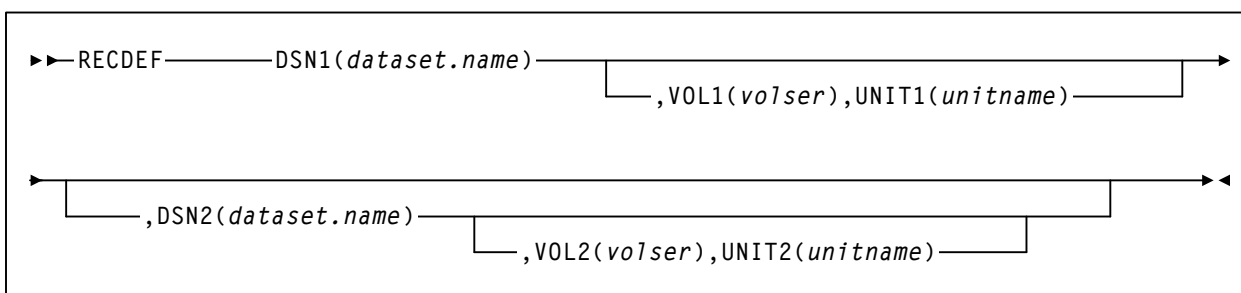 RECDEF DSN1(dataset.name)
,VOL1(volser),UNIT1(unitname)
,DSN2(dataset.name)
,VOL2(volser),UNIT2(unitname)